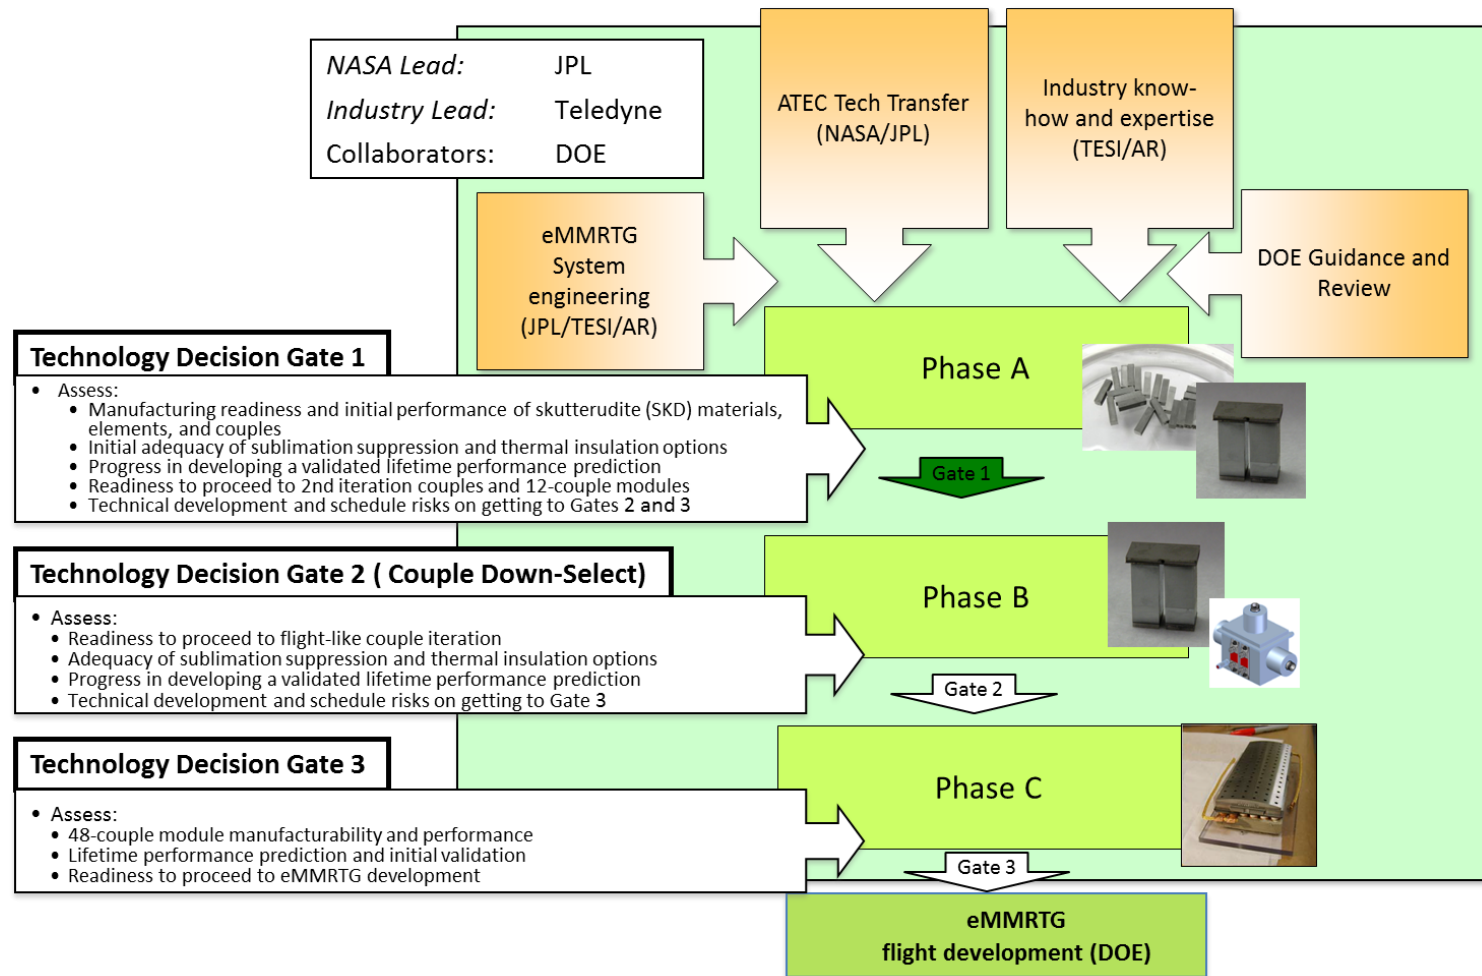 NASA Lead: JPL
Industry Lead: Teledyne
Collaborators: DOE
ATEC Tech Transfer
(NASA/JPL)
Industry know-
how and expertise
(TESI/AR)
eMMRTG
System
engineering
(JPL/TESI/AR)
DOE Guidance and
Review
Technology Decision Gate 1
• Assess:
• Manufacturing readiness and initial performance of skutterudite (SKD) materials,
elements, and couples
• Initial adequacy of sublimation suppression and thermal insulation options
• Progress in developing a validated lifetime performance prediction
• Readiness to proceed to 2nd iteration couples and 12-couple modules
• Technical development and schedule risks on getting to Gates 2 and 3
Phase A
Gate 1
Technology Decision Gate 2 ( Couple Down-Select)
• Assess:
• Readiness to proceed to flight-like couple iteration
• Adequacy of sublimation suppression and thermal insulation options
• Progress in developing a validated lifetime performance prediction
• Technical development and schedule risks on getting to Gate 3
Phase B
Gate 2
Technology Decision Gate 3
• Assess:
• 48-couple module manufacturability and performance
• Lifetime performance prediction and initial validation
• Readiness to proceed to eMMRTG development
Phase C
Gate 3
eMMRTG
flight development (DOE)